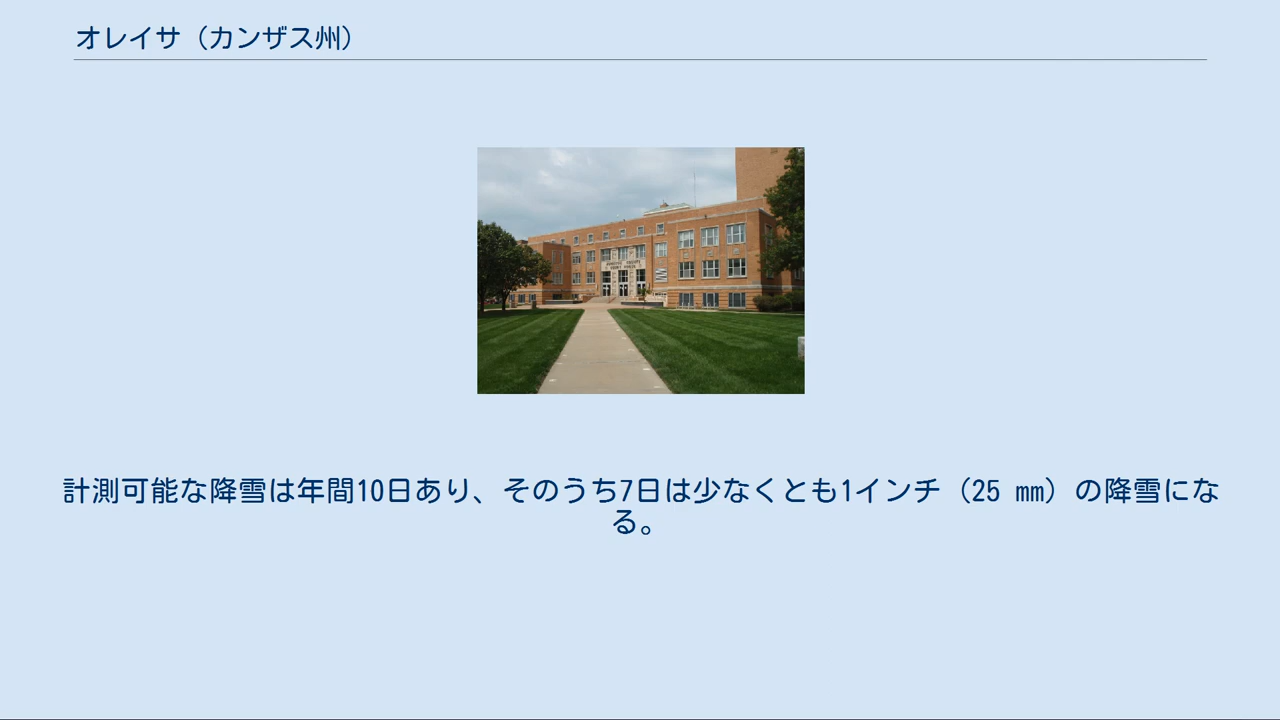 オレイサ（カンザス州）
計測可能な降雪は年間10日あり、そのうち7日は少なくとも1インチ（25 mm）の降雪にな
る。